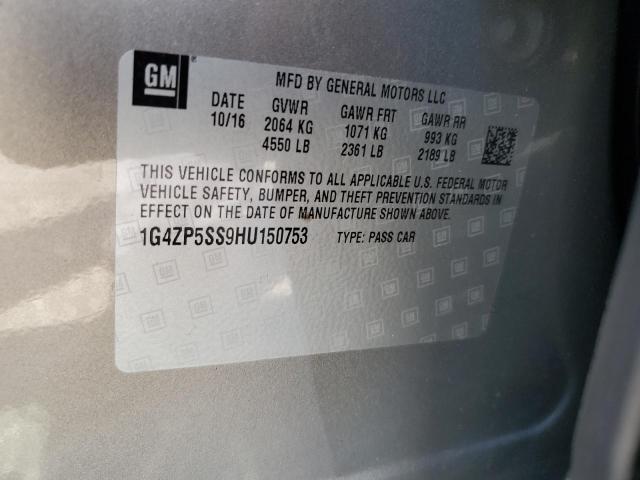 GM
MFD BY GENERAL MOTORS LLC
DATE GVWR GAWR FRT GAWR RR
10/16 2064 KG 1071 KG 993 KG
4550 LB 2361 LB 2189 LB
THIS VEHICLE CONFORMS TO ALL APPLICABLE U.S. FEDERAL MOTOR
VEHICLE SAFETY, BUMPER, AND THEFT PREVENTION STANDARDS
IN EFFECT ON THE DATE OF MANUFACTURE SHOWN ABOVE.
1G4ZP5SS9HU150753 TYPE: PASS CAR